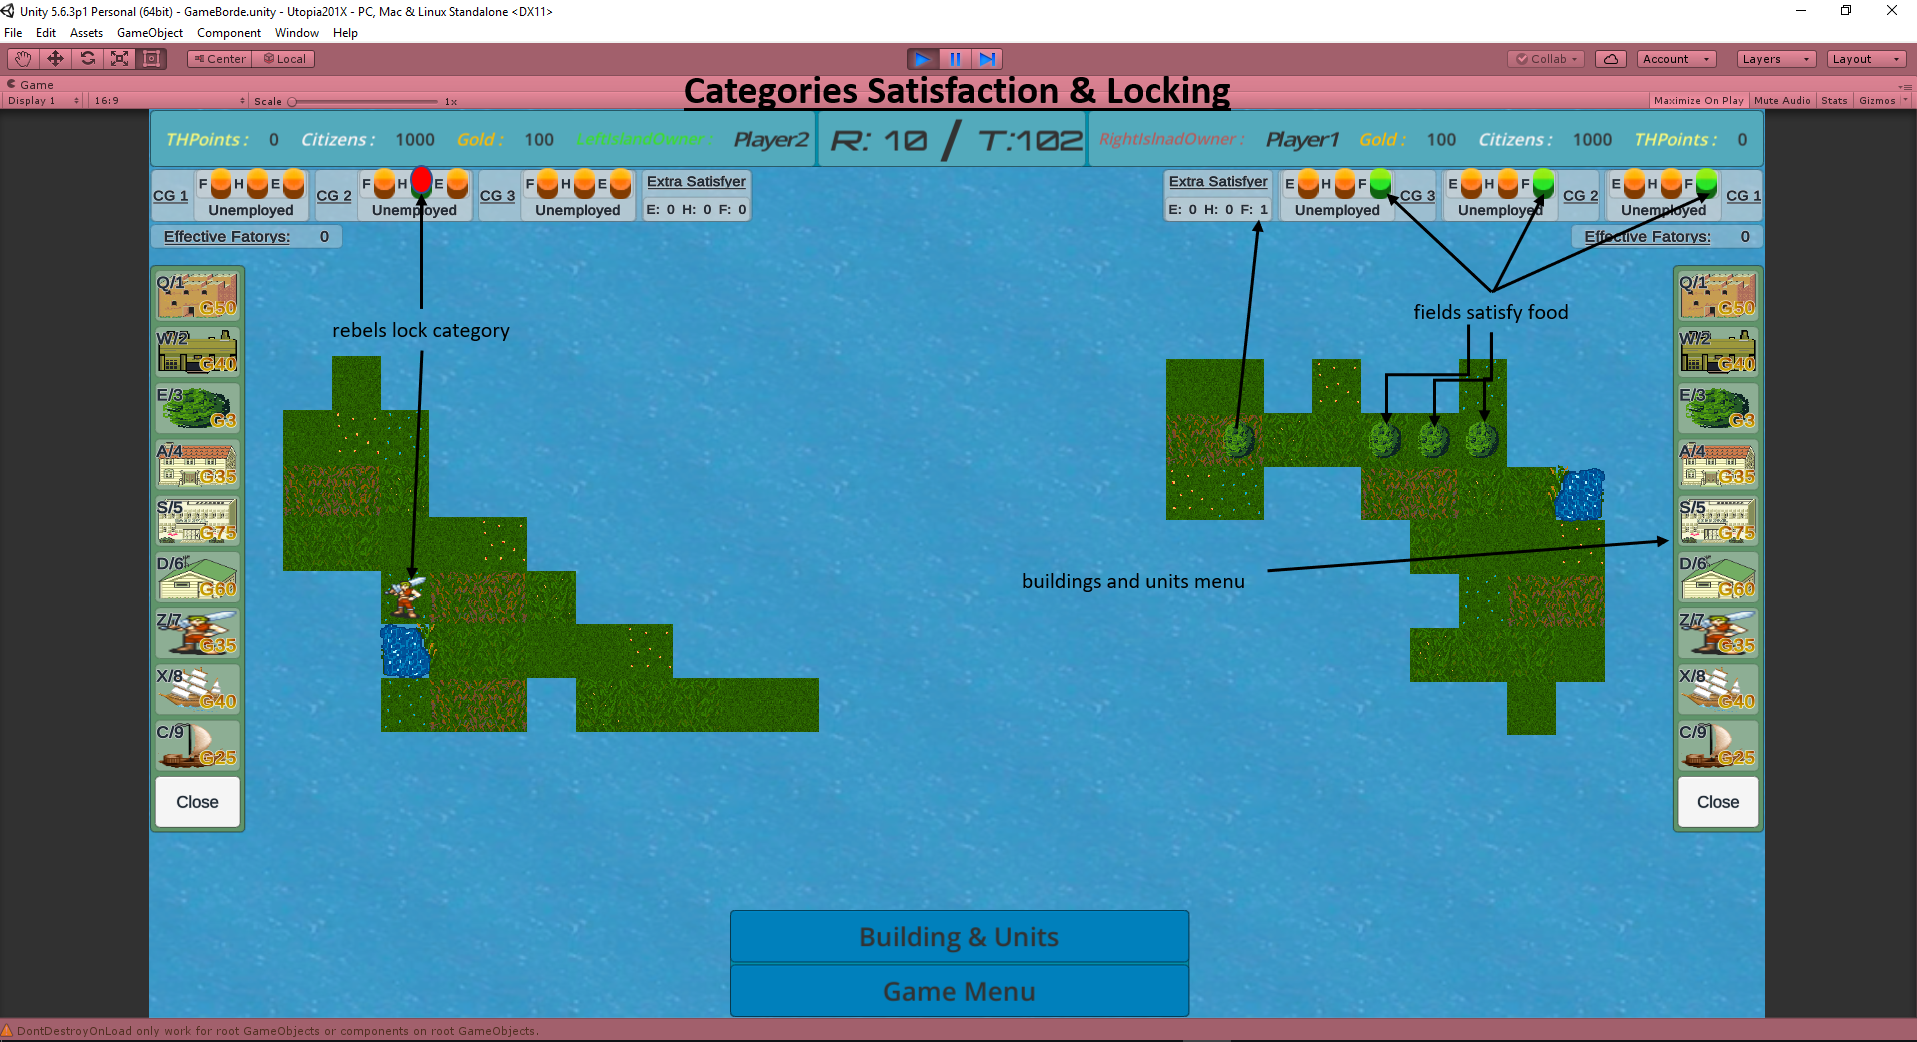 Unity 5.6.3p1 Personal (64bit) - GameBorde.unity - Utopia201X - PC, Mac & Linux Standalone <DX11>
File Edit Assets GameObject Component Window Help
Center Local Collab Account Layers Layout
Game
Categories Satisfaction & Locking
Display 1 16:9 Scale 1x Maximize On Play Mute Audio Stats Gizmos
THPoints : 0 Citizens : 1000 Gold : 100 LeftIslandOwner : Player2 R: 10 / T:102 RightIslnadOwner : Player1 Gold : 100 Citizens : 1000 THPoints : 0
CG 1 F H E Unemployed CG 2 F H E Unemployed CG 3 F H E Unemployed Extra Satisfyer
E: 0 H: 0 F: 0
Extra Satisfyer
E: 0 H: 0 F: 1
E H F Unemployed CG 3 E H F Unemployed CG 2 E H F Unemployed CG 1
Effective Fatorys: 0
Effective Fatorys: 0
Q/1 G50
W/2 G40
E/3 G3
A/4 G35
S/5 G75
D/6 G60
Z/7 G35
X/8 G40
C/9 G25
Close
rebels lock category
fields satisfy food
buildings and units menu
Q/1 G50
W/2 G40
E/3 G3
A/4 G35
S/5 G75
D/6 G60
Z/7 G35
X/8 G40
C/9 G25
Close
Building & Units
Game Menu
DontDestroyOnLoad only work for root GameObjects or components on root GameObjects.